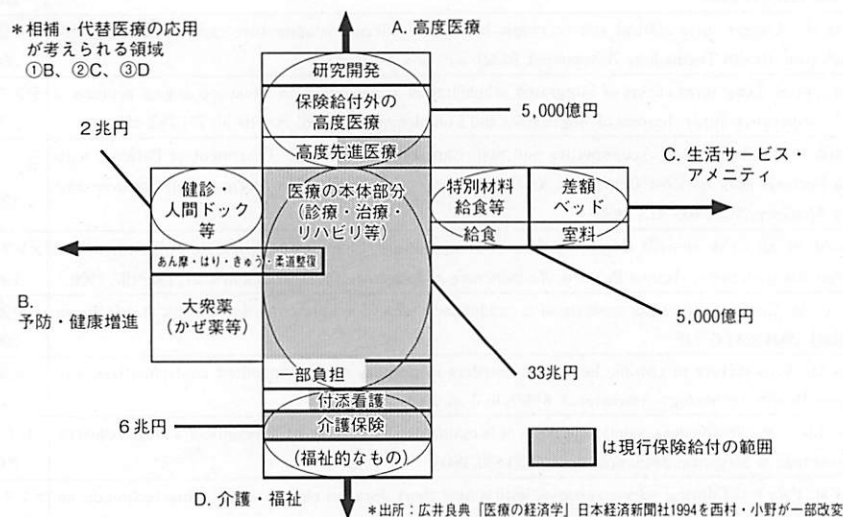 ＊相補・代替医療の応用
が考えられる領域
①B、②C、③D
A. 高度医療
研究開発
保険給付外の
高度医療
5,000億円
高度先進医療
2兆円
C. 生活サービス・
アメニティ
健診・
人間ドック
等
医療の本体部分
（診療・治療・
リハビリ等）
特別材料
給食等
差額
ベッド
給食
室料
あん摩・はり・きゅう・柔道整復
B.
予防・健康増進
大衆薬
（かぜ薬等）
5,000億円
一部負担
33兆円
付添看護
6兆円
介護保険
（福祉的なもの）
は現行保険給付の範囲
D. 介護・福祉
＊出所：広井良典『医療の経済学』日本経済新聞社1994を西村・小野が一部改変